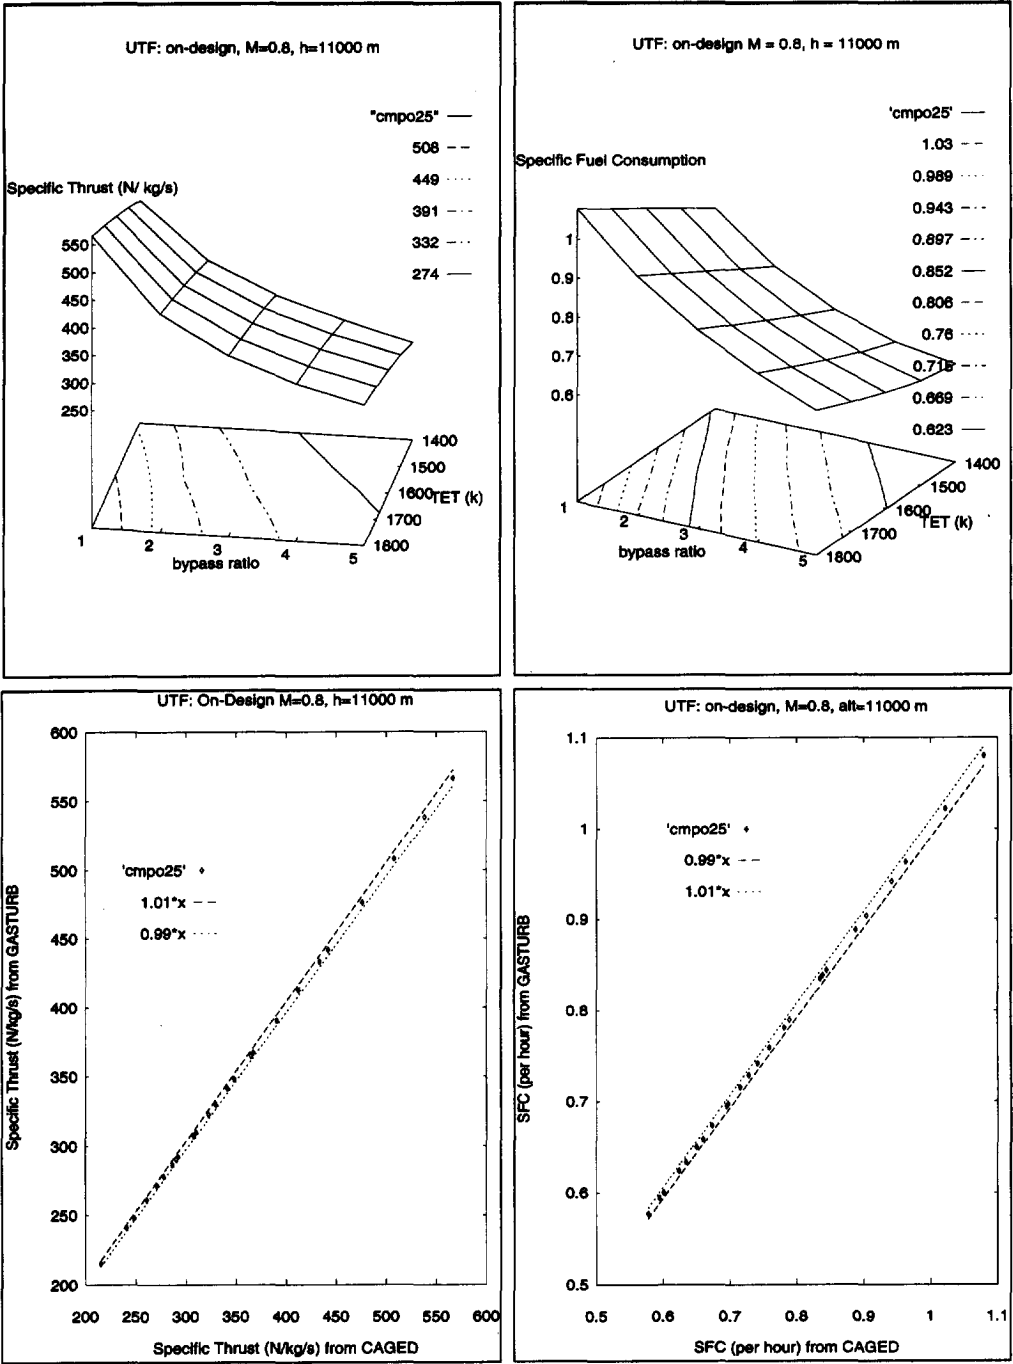 UTF: on-design, M=0.8, h=11000 m
"cmpo25"
508
449
391
332
274
Specific Thrust (N/ kg/s)
550
500
450
400
350
300
250
1400
1500
1600
TET (k)
1700
1800
1
2
3
4
5
bypass ratio
UTF: on-design M = 0.8, h = 11000 m
'cmpo25'
1.03
0.989
0.943
0.897
0.852
0.806
0.76
0.715
0.669
0.623
Specific Fuel Consumption
1
0.9
0.8
0.7
0.6
1400
1500
1600
TET (k)
1700
1800
1
2
3
4
5
bypass ratio
UTF: On-Design M=0.8, h=11000 m
600
550
500
450
400
350
300
250
200
'cmpo25'
1.01*x
0.99*x
Specific Thrust (N/kg/s) from GASTURB
200 250 300 350 400 450 500 550 600
Specific Thrust (N/kg/s) from CAGED
UTF: on-design, M=0.8, alt=11000 m
1.1
1
0.9
0.8
0.7
0.6
0.5
'cmpo25'
0.99*x
1.01*x
SFC (per hour) from GASTURB
0.5 0.6 0.7 0.8 0.9 1 1.1
SFC (per hour) from CAGED